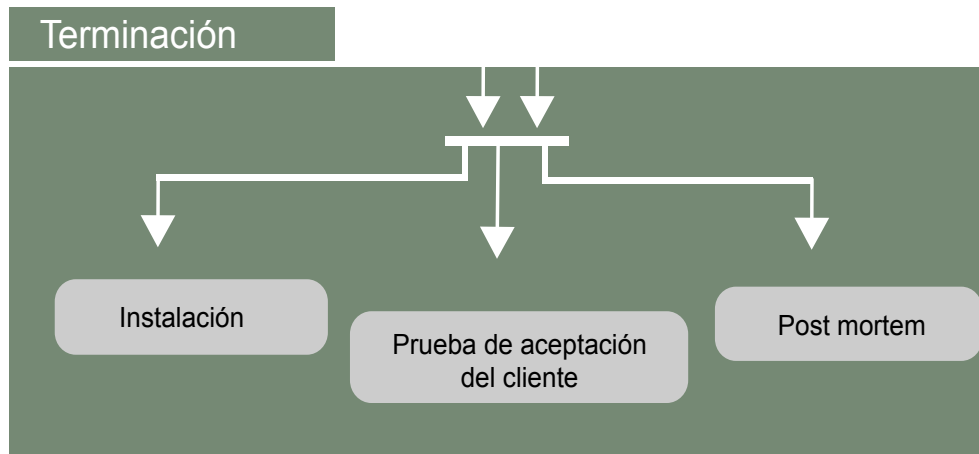 Terminación
Instalación
Prueba de aceptación
del cliente
Post mortem